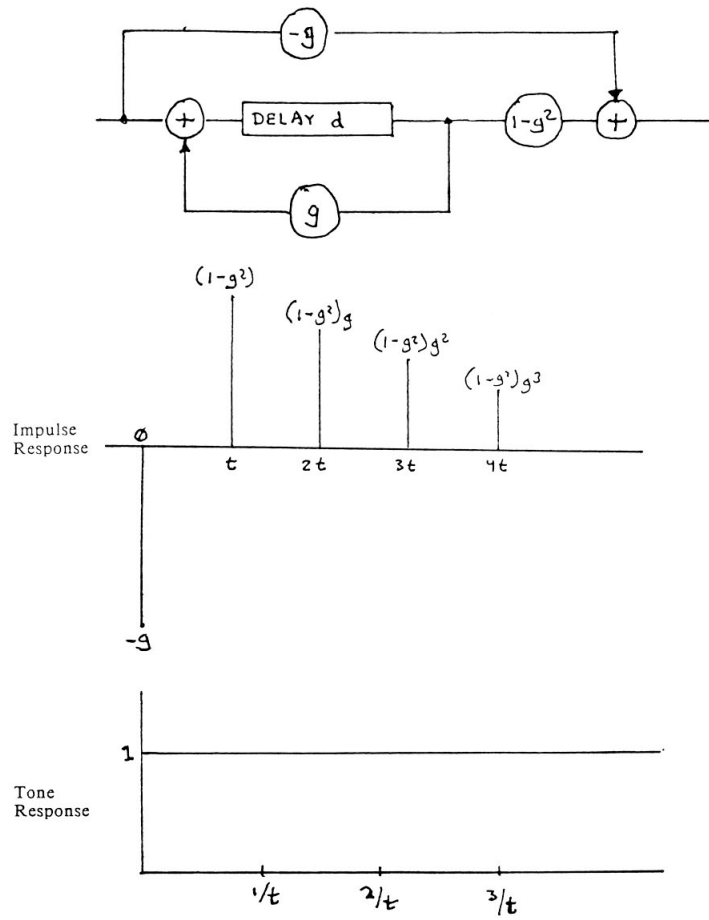 -g
+
DELAY d
1-g²
+
g
(1-g²)
(1-g²)g
(1-g²)g²
(1-g²)g³
Impulse
Response
ø
t
2t
3t
4t
-g
1
Tone
Response
1/t
2/t
3/t